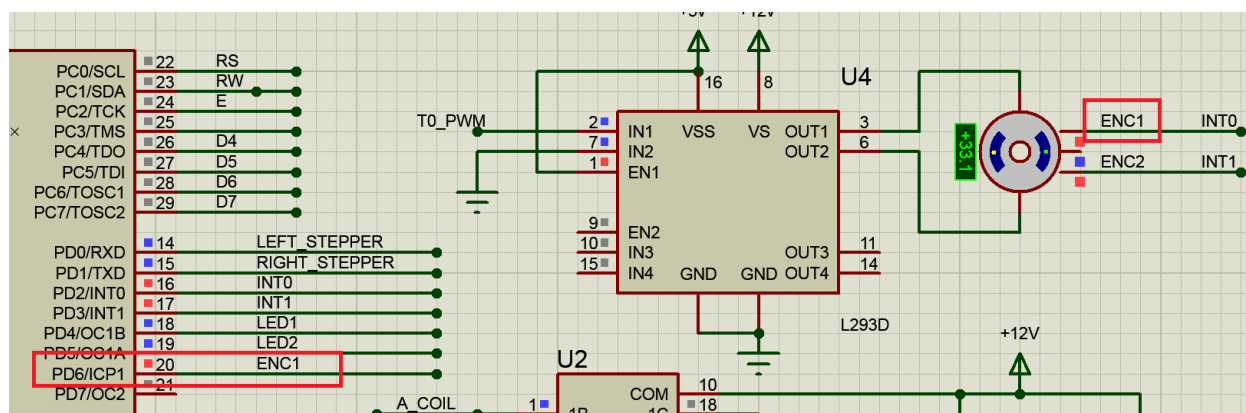 +5V +12V
PC0/SCL 22 RS
PC1/SDA 23 RW
PC2/TCK 24 E
PC3/TMS 25
PC4/TDO 26 D4
PC5/TDI 27 D5
PC6/TOSC1 28 D6
PC7/TOSC2 29 D7
PD0/RXD 14 LEFT_STEPPER
PD1/TXD 15 RIGHT_STEPPER
PD2/INT0 16 INT0
PD3/INT1 17 INT1
PD4/OC1B 18 LED1
PD5/OC1A 19 LED2
PD6/ICP1 20 ENC1
PD7/OC2 21
U4
16 8
T0_PWM 2 IN1 VSS VS OUT1 3
7 IN2 OUT2 6
1 EN1
9 EN2
10 IN3 OUT3 11
15 IN4 GND GND OUT4 14
L293D
+33.1
ENC1 INT0
ENC2 INT1
+12V
U2
A_COIL 1 1B COM 10
1C 18